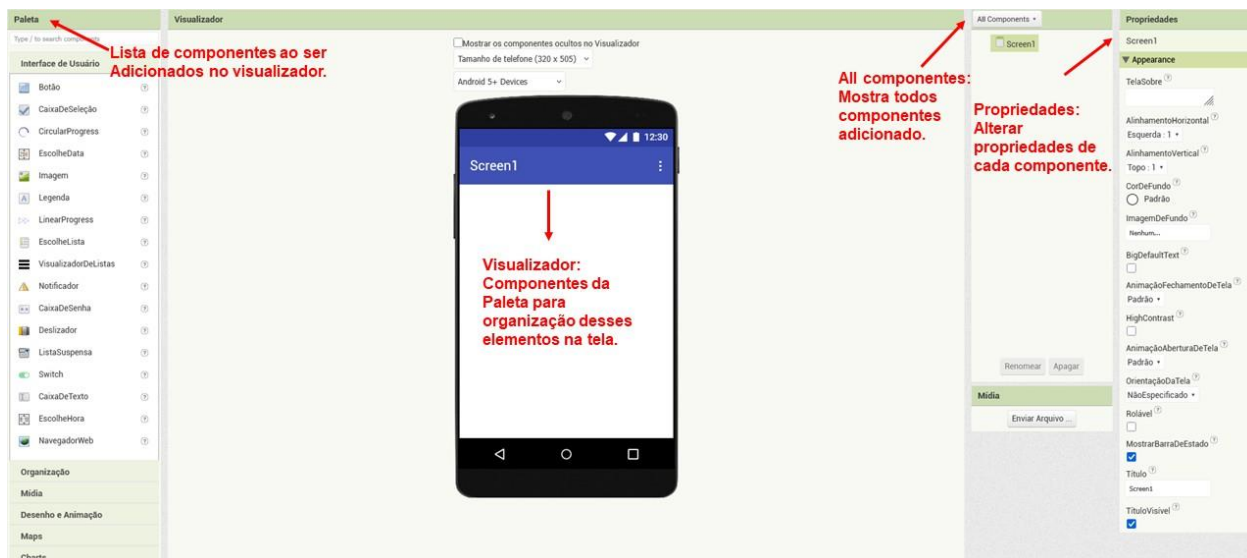 Paleta
Type / to search components
Interface de Usuário
Botão
CaixaDeSeleção
CircularProgress
EscolheData
Imagem
Legenda
LinearProgress
EscolheLista
VisualizadorDeListas
Notificador
CaixaDeSenha
Deslizador
ListaSuspensa
Switch
CaixaDeTexto
EscolheHora
NavegadorWeb
Organização
Mídia
Desenho e Animação
Maps
Charts
Lista de componentes ao ser
Adicionados no visualizador.
Visualizador
Mostrar os componentes ocultos no Visualizador
Tamanho de telefone (320 x 505)
Android 5+ Devices
12:30
Screen1
Visualizador:
Componentes da
Paleta para
organização desses
elementos na tela.
All componentes:
Mostra todos
componentes
adicionado.
All Components
Screen1
Renomear Apagar
Mídia
Enviar Arquivo ...
Propriedades:
Alterar
propriedades de
cada componente.
Propriedades
Screen1
Appearance
TelaSobre
AlinhamentoHorizontal
Esquerda : 1
AlinhamentoVertical
Topo : 1
CorDeFundo
Padrão
ImagemDeFundo
Nenhum...
BigDefaultText
AnimaçãoFechamentoDeTela
Padrão
HighContrast
AnimaçãoAberturaDeTela
Padrão
OrientaçãoDaTela
NãoEspecificado
Rolável
MostrarBarraDeEstado
Título
Screen1
TítuloVisível